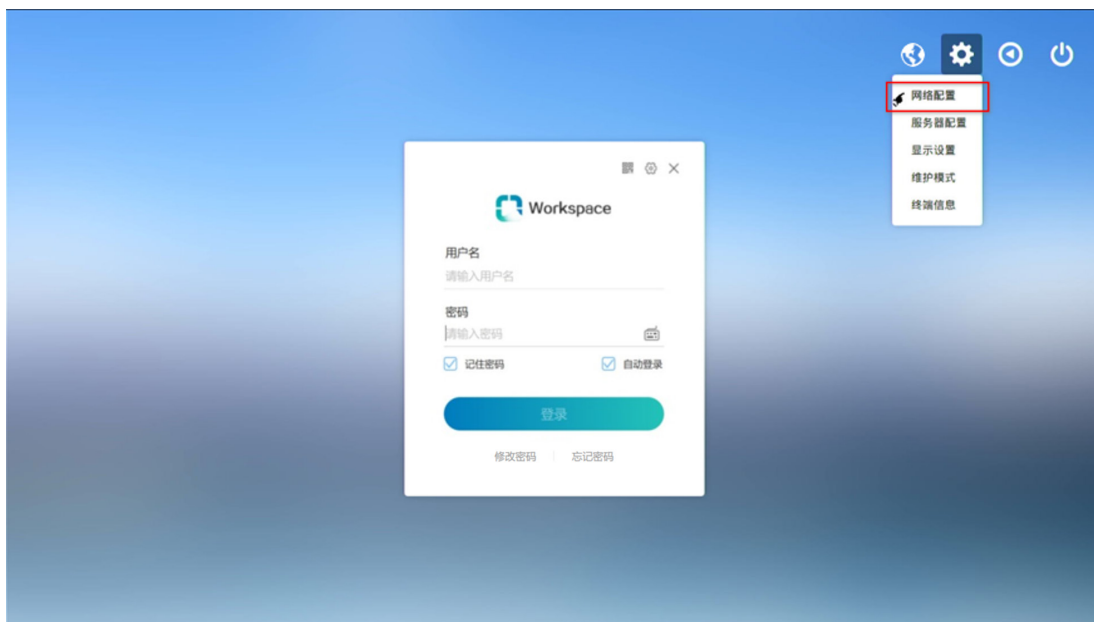 网络配置
服务器配置
显示设置
维护模式
终端信息
Workspace
用户名
请输入用户名
密码
请输入密码
记住密码 自动登录
登录
修改密码 忘记密码